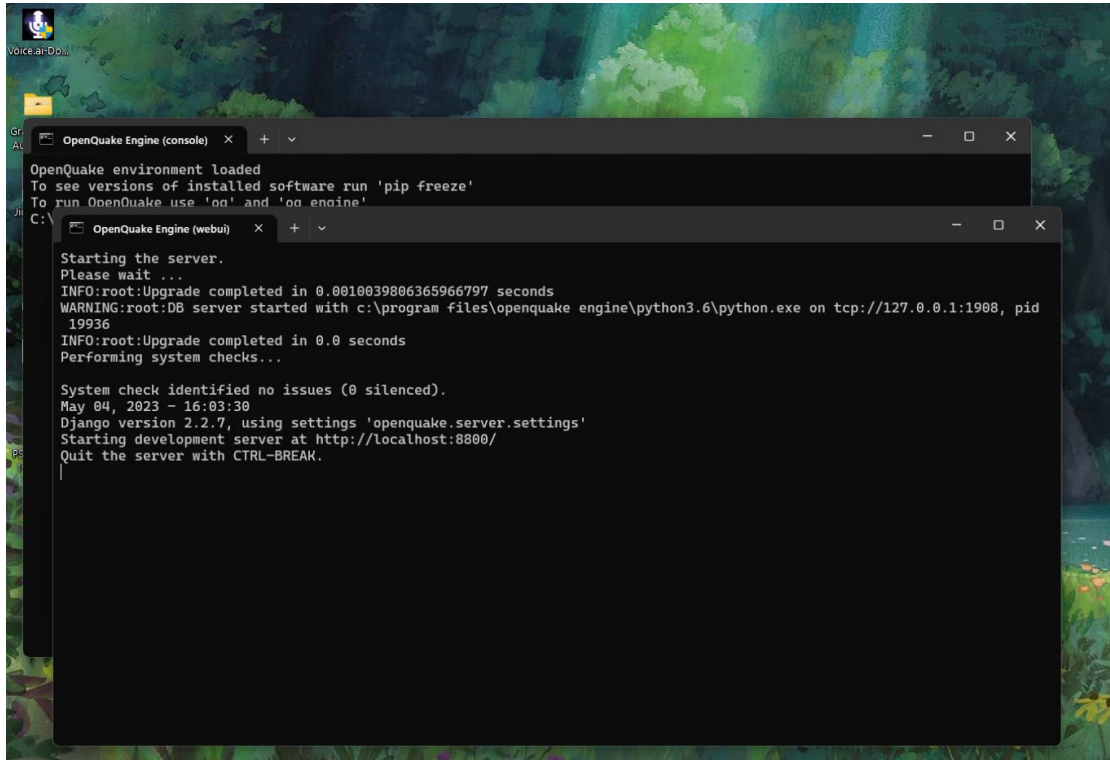 Voice.ai-Do...
OpenQuake Engine (console)
OpenQuake environment loaded
To see versions of installed software run 'pip freeze'
To run OpenQuake use 'oq' and 'oq engine'
C:\
OpenQuake Engine (webui)
Starting the server.
Please wait ...
INFO:root:Upgrade completed in 0.0010039806365966797 seconds
WARNING:root:DB server started with c:\program files\openquake engine\python3.6\python.exe on tcp://127.0.0.1:1908, pid
19936
INFO:root:Upgrade completed in 0.0 seconds
Performing system checks...
System check identified no issues (0 silenced).
May 04, 2023 - 16:03:30
Django version 2.2.7, using settings 'openquake.server.settings'
Starting development server at http://localhost:8800/
Quit the server with CTRL-BREAK.